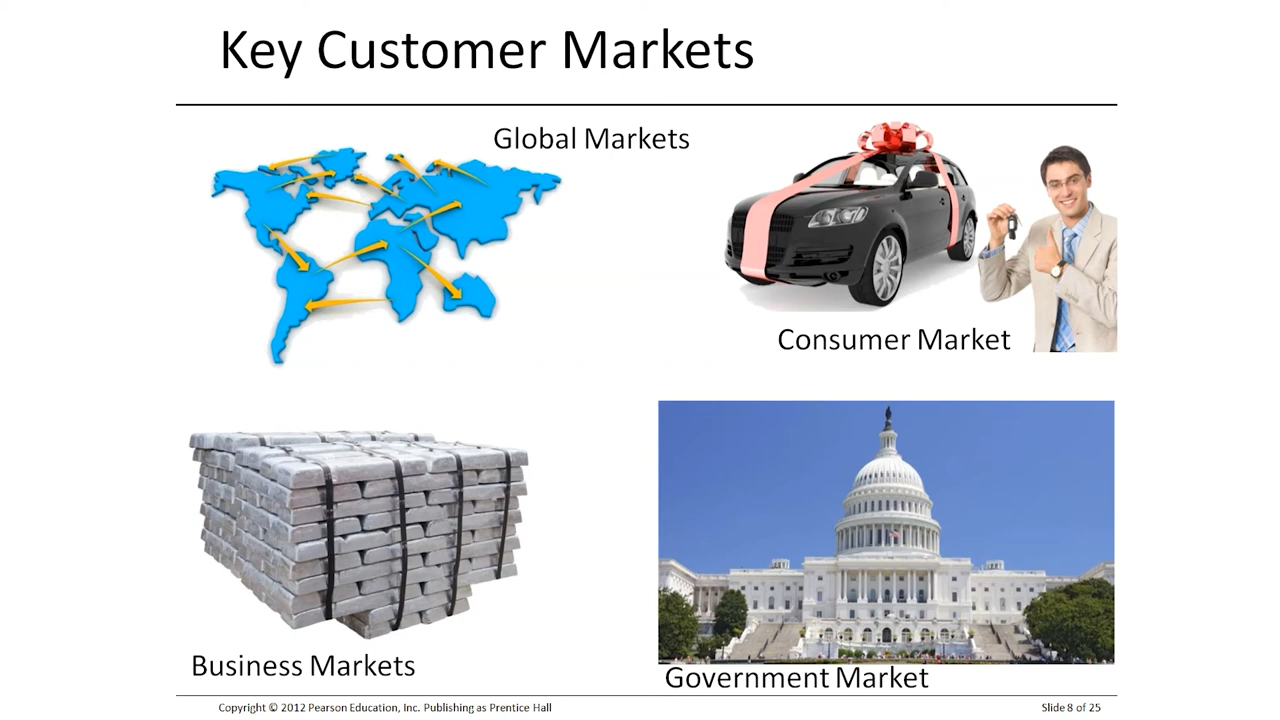 Key Customer Markets
Global Markets
Consumer Market
Business Markets
Government Market
Copyright © 2012 Pearson Education, Inc. Publishing as Prentice Hall
Slide 8 of 25